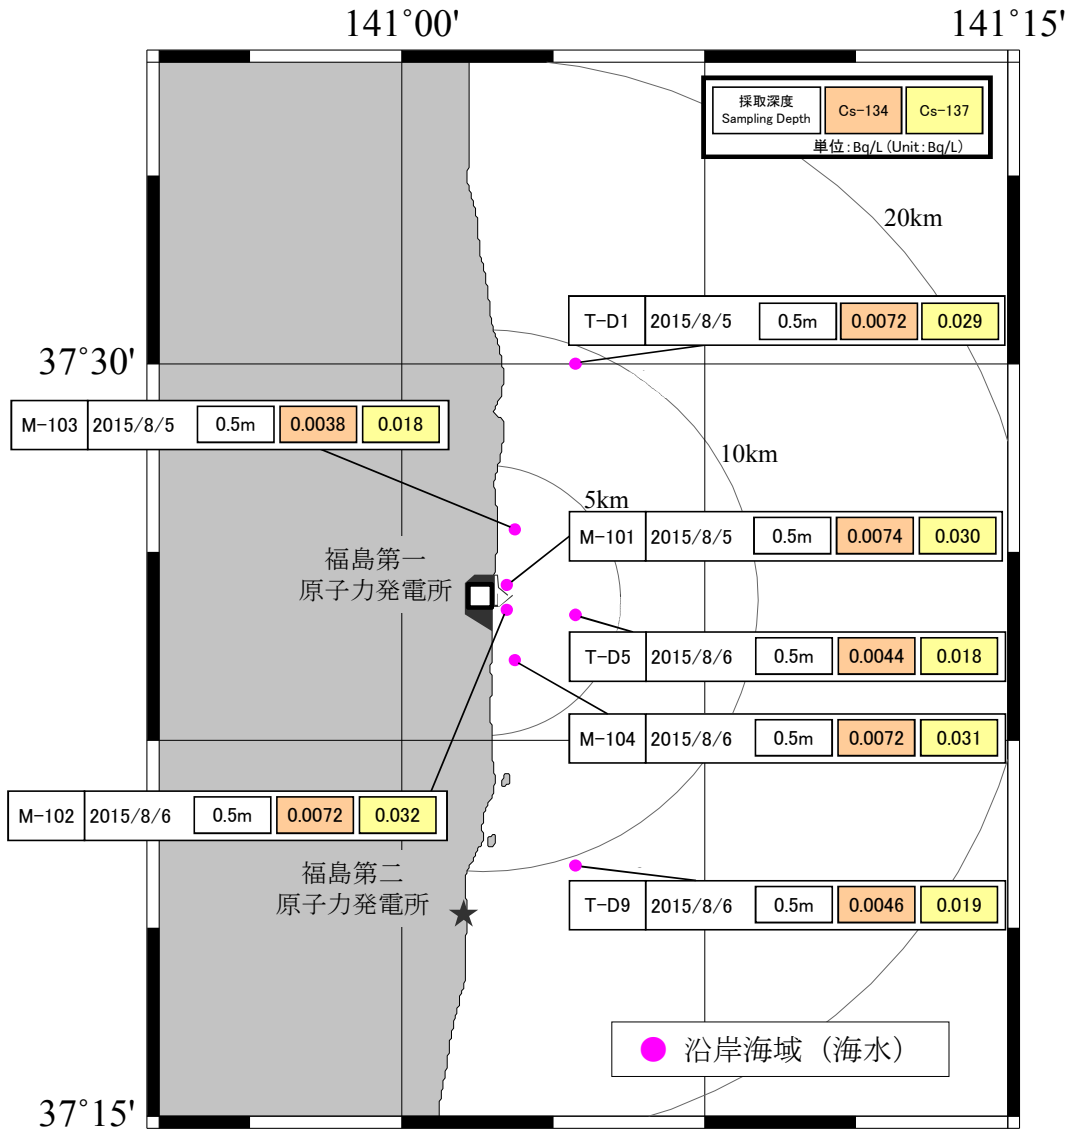 141°00'
141°15'
採取深度
Sampling Depth
Cs-134
Cs-137
単位:Bq/L (Unit:Bq/L)
20km
T-D1 2015/8/5 0.5m 0.0072 0.029
37°30'
M-103 2015/8/5 0.5m 0.0038 0.018
10km
5km
M-101 2015/8/5 0.5m 0.0074 0.030
福島第一
原子力発電所
T-D5 2015/8/6 0.5m 0.0044 0.018
M-104 2015/8/6 0.5m 0.0072 0.031
M-102 2015/8/6 0.5m 0.0072 0.032
福島第二
原子力発電所
T-D9 2015/8/6 0.5m 0.0046 0.019
沿岸海域（海水）
37°15'